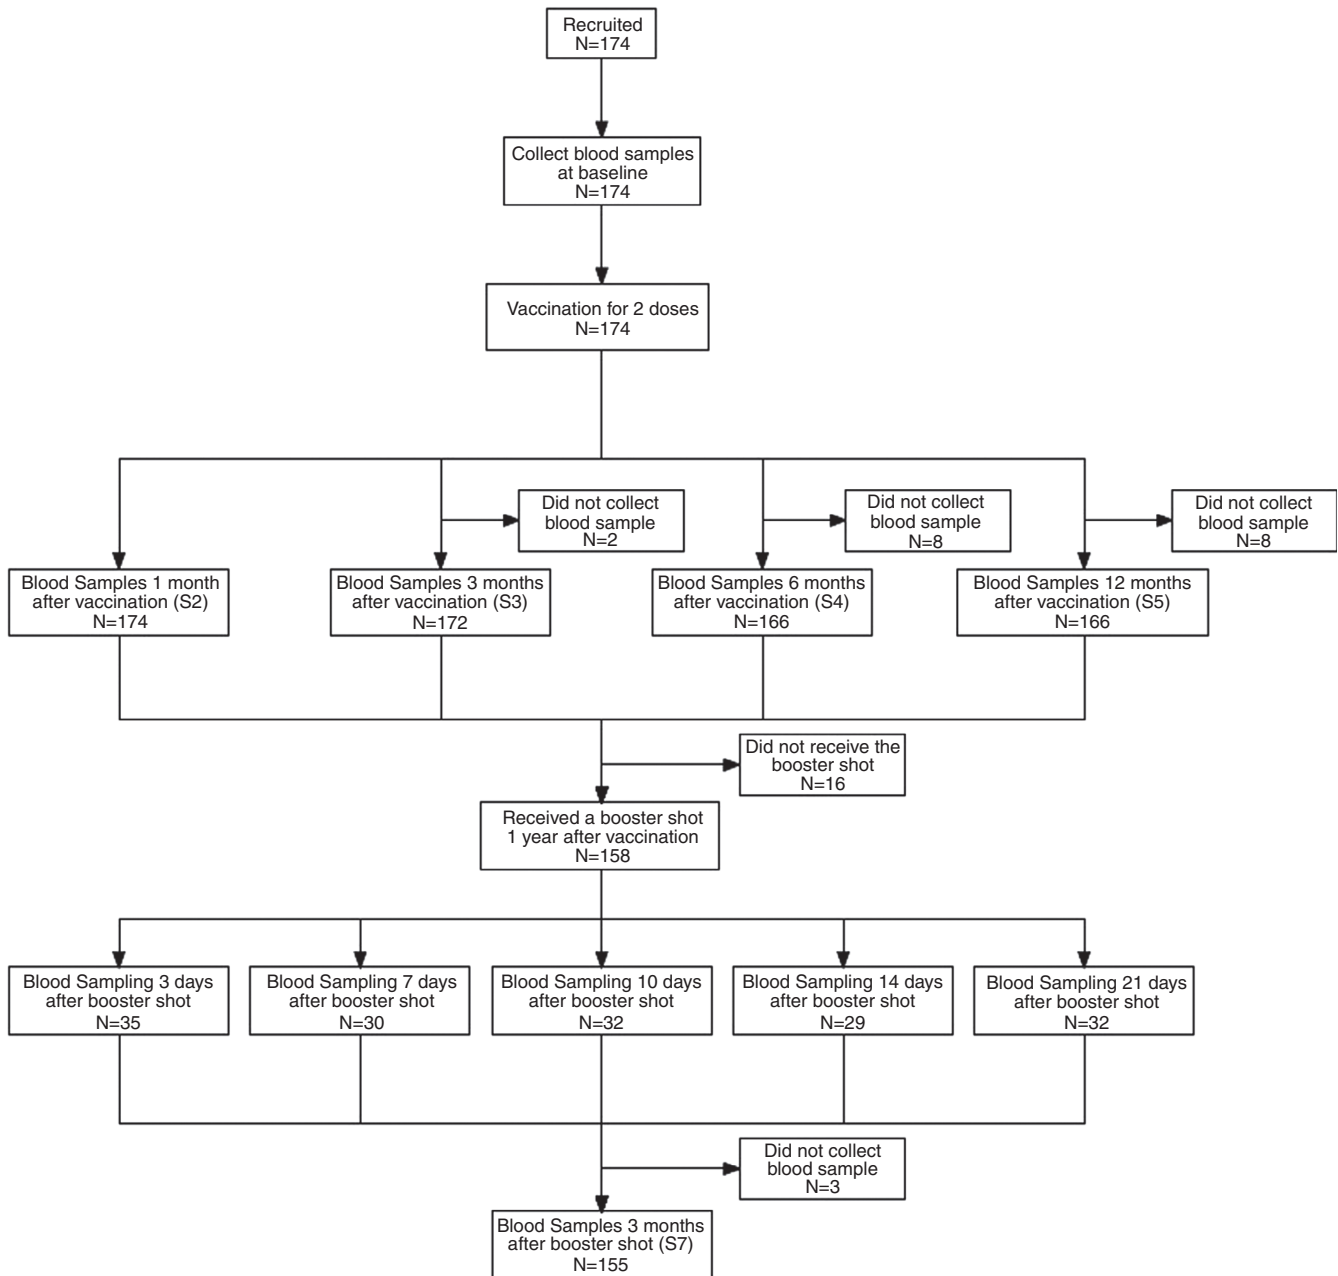 Recruited
N=174
Collect blood samples
at baseline
N=174
Vaccination for 2 doses
N=174
Did not collect
blood sample
N=2
Did not collect
blood sample
N=8
Did not collect
blood sample
N=8
Blood Samples 1 month
after vaccination (S2)
N=174
Blood Samples 3 months
after vaccination (S3)
N=172
Blood Samples 6 months
after vaccination (S4)
N=166
Blood Samples 12 months
after vaccination (S5)
N=166
Did not receive the
booster shot
N=16
Received a booster shot
1 year after vaccination
N=158
Blood Sampling 3 days
after booster shot
N=35
Blood Sampling 7 days
after booster shot
N=30
Blood Sampling 10 days
after booster shot
N=32
Blood Sampling 14 days
after booster shot
N=29
Blood Sampling 21 days
after booster shot
N=32
Did not collect
blood sample
N=3
Blood Samples 3 months
after booster shot (S7)
N=155